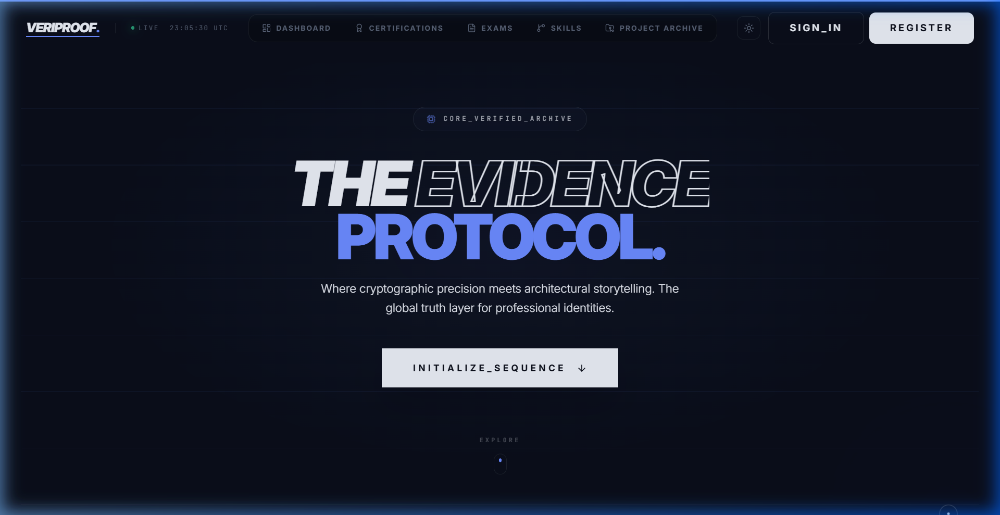 VERIPROOF.
LIVE 23:05:30 UTC
DASHBOARD
CERTIFICATIONS
EXAMS
SKILLS
PROJECT ARCHIVE
SIGN_IN
REGISTER
CORE_VERIFIED_ARCHIVE
THE EVIDENCE
PROTOCOL.
Where cryptographic precision meets architectural storytelling. The
global truth layer for professional identities.
INITIALIZE_SEQUENCE
EXPLORE